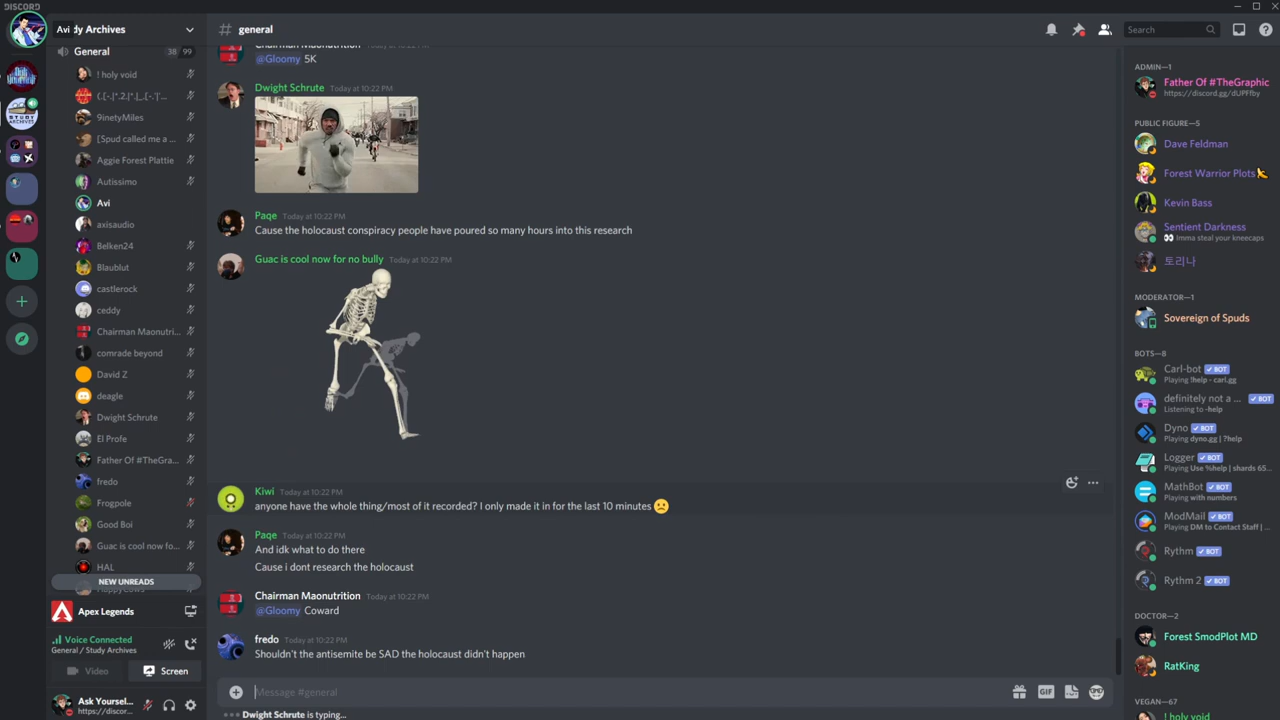 DISCORD
Avi
dy Archives
General
38 99
! holy void
(.[-.|*.2.|*.|_.[-.'|'...
9inetyMiles
[Spud called me a ...
Aggie Forest Plattie
Autissimo
Avi
axisaudio
Belken24
Blaublut
castlerock
ceddy
Chairman Maonutri...
comrade beyond
David Z
deagle
Dwight Schrute
El Profe
Father Of #TheGra...
fredo
Frogpole
Good Boi
Guac is cool now fo...
HAL
NEW UNREADS
HappyCows
Apex Legends
Voice Connected
General / Study Archives
Video
Screen
Ask Yoursel...
https://discor...
# general
Chairman Maonutrition Today at 10:22 PM
@Gloomy 5K
Dwight Schrute Today at 10:22 PM
Paqe Today at 10:22 PM
Cause the holocaust conspiracy people have poured so many hours into this research
Guac is cool now for no bully Today at 10:22 PM
Kiwi Today at 10:22 PM
anyone have the whole thing/most of it recorded? I only made it in for the last 10 minutes
Paqe Today at 10:22 PM
And idk what to do there
Cause i dont research the holocaust
Chairman Maonutrition Today at 10:22 PM
@Gloomy Coward
fredo Today at 10:22 PM
Shouldn't the antisemite be SAD the holocaust didn't happen
Message #general
GIF
Dwight Schrute is typing...
Search
ADMIN—1
Father Of #TheGraphic
https://discord.gg/dUPFfby
PUBLIC FIGURE—5
Dave Feldman
Forest Warrior Plots
Kevin Bass
Sentient Darkness
Imma steal your kneecaps
토리나
MODERATOR—1
Sovereign of Spuds
BOTS—8
Carl-bot BOT
Playing !help - carl.gg
definitely not a ... BOT
Listening to -help
Dyno BOT
Playing dyno.gg | ?help
Logger BOT
Playing Use %help | shards 65...
MathBot BOT
Playing with numbers
ModMail BOT
Playing DM to Contact Staff | ...
Rythm BOT
Rythm 2 BOT
DOCTOR—2
Forest SmodPlot MD
RatKing
VEGAN—67
! holy void